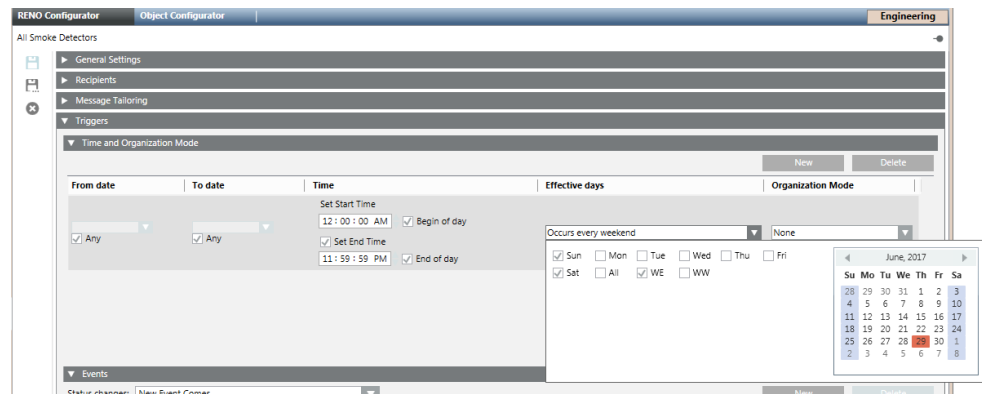 RENO Configurator Object Configurator Engineering
All Smoke Detectors
General Settings
Recipients
Message Tailoring
Triggers
Time and Organization Mode
New Delete
From date To date Time Effective days Organization Mode
Set Start Time
12:00:00 AM Begin of day
Any Any
Set End Time
11:59:59 PM End of day
Occurs every weekend None
Sun Mon Tue Wed Thu Fri
Sat All WE WW
June, 2017
Su Mo Tu We Th Fr Sa
28 29 30 31 1 2 3
4 5 6 7 8 9 10
11 12 13 14 15 16 17
18 19 20 21 22 23 24
25 26 27 28 29 30 1
2 3 4 5 6 7 8
Events
Status changer: New Event Comes New Delete